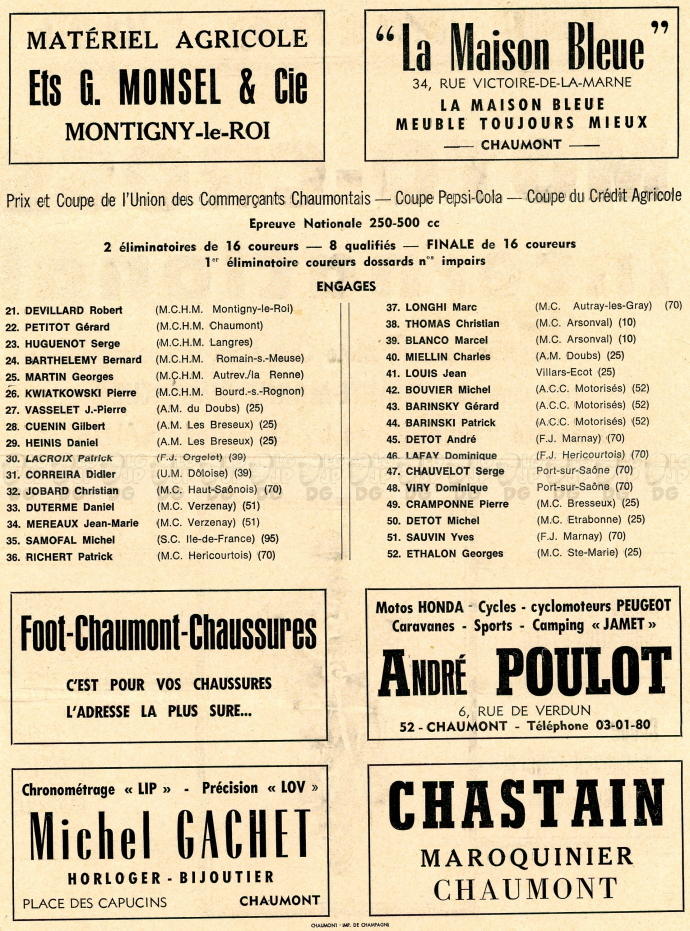 MATÉRIEL AGRICOLE
Ets G. MONSEL & Cie
MONTIGNY-le-ROI
“La Maison Bleue”
34, RUE VICTOIRE-DE-LA-MARNE
LA MAISON BLEUE
MEUBLE TOUJOURS MIEUX
— CHAUMONT —
Prix et Coupe de l'Union des Commerçants Chaumontais — Coupe Pepsi-Cola — Coupe du Crédit Agricole
Epreuve Nationale 250-500 cc
2 éliminatoires de 16 coureurs — 8 qualifiés — FINALE de 16 coureurs
1er éliminatoire coureurs dossards nos impairs
ENGAGES
21. DEVILLARD Robert (M.C.H.M. Montigny-le-Roi)
22. PETITOT Gérard (M.C.H.M. Chaumont)
23. HUGUENOT Serge (M.C.H.M. Langres)
24. BARTHELEMY Bernard (M.C.H.M. Romain-s.-Meuse)
25. MARTIN Georges (M.C.H.M. Autrev./la Renne)
26. KWIATKOWSKI Pierre (M.C.H.M. Bourd.-s.-Rognon)
27. VASSELET J.-Pierre (A.M. du Doubs) (25)
28. CUENIN Gilbert (A.M. Les Breseux) (25)
29. HEINIS Daniel (A.M. Les Breseux) (25)
30. LACROIX Patrick (F.J. Orgelet) (39)
31. CORREIRA Didler (U.M. Dôloise) (39)
32. JOBARD Christian (M.C. Haut-Saônois) (70)
33. DUTERME Daniel (M.C. Verzenay) (51)
34. MEREAUX Jean-Marie (M.C. Verzenay) (51)
35. SAMOFAL Michel (S.C. Ile-de-France) (95)
36. RICHERT Patrick (M.C. Hericourtois) (70)
37. LONGHI Marc (M.C. Autray-les-Gray) (70)
38. THOMAS Christian (M.C. Arsonval) (10)
39. BLANCO Marcel (M.C. Arsonval) (10)
40. MIELLIN Charles (A.M. Doubs) (25)
41. LOUIS Jean Villars-Ecot (25)
42. BOUVIER Michel (A.C.C. Motorisés) (52)
43. BARINSKY Gérard (A.C.C. Motorisés) (52)
44. BARINSKI Patrick (A.C.C. Motorisés) (52)
45. DETOT André (F.J. Marnay) (70)
46. LAFAY Dominique (F.J. Hericourtois) (70)
47. CHAUVELOT Serge Port-sur-Saône (70)
48. VIRY Dominique Port-sur-Saône (70)
49. CRAMPONNE Pierre (M.C. Bresseux) (25)
50. DETOT Michel (M.C. Etrabonne) (25)
51. SAUVIN Yves (F.J. Marnay) (70)
52. ETHALON Georges (M.C. Ste-Marie) (25)
Foot-Chaumont-Chaussures
C'EST POUR VOS CHAUSSURES
L'ADRESSE LA PLUS SURE...
Motos HONDA - Cycles - cyclomoteurs PEUGEOT
Caravanes - Sports - Camping « JAMET »
ANDRÉ POULOT
6, RUE DE VERDUN
52 - CHAUMONT - Téléphone 03-01-80
Chronométrage « LIP » - Précision « LOV »
Michel GACHET
HORLOGER - BIJOUTIER
PLACE DES CAPUCINS CHAUMONT
CHASTAIN
MAROQUINIER
CHAUMONT
CHAUMONT - IMP. DE CHAMPAGNE